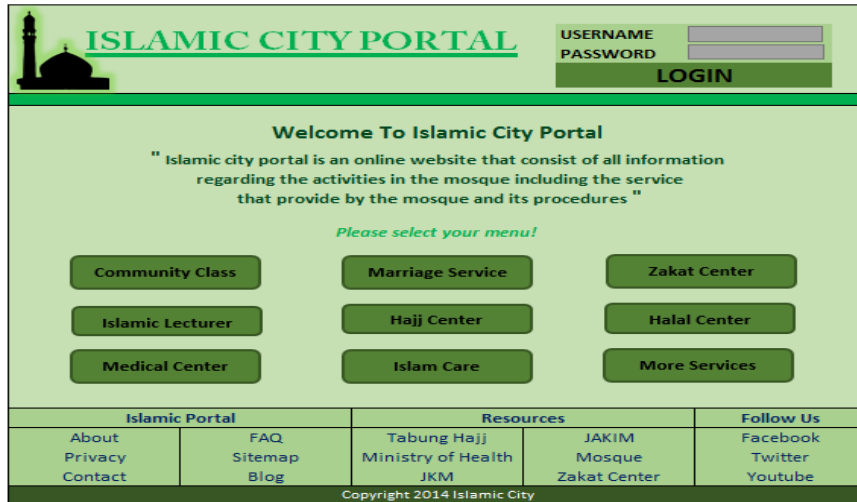 ISLAMIC CITY PORTAL
USERNAME
PASSWORD
LOGIN
Welcome To Islamic City Portal
" Islamic city portal is an online website that consist of all information
regarding the activities in the mosque including the service
that provide by the mosque and its procedures "
Please select your menu!
Community Class Marriage Service Zakat Center
Islamic Lecturer Hajj Center Halal Center
Medical Center Islam Care More Services
Islamic Portal Resources Follow Us
About FAQ Tabung Hajj JAKIM Facebook
Privacy Sitemap Ministry of Health Mosque Twitter
Contact Blog JKM Zakat Center Youtube
Copyright 2014 Islamic City